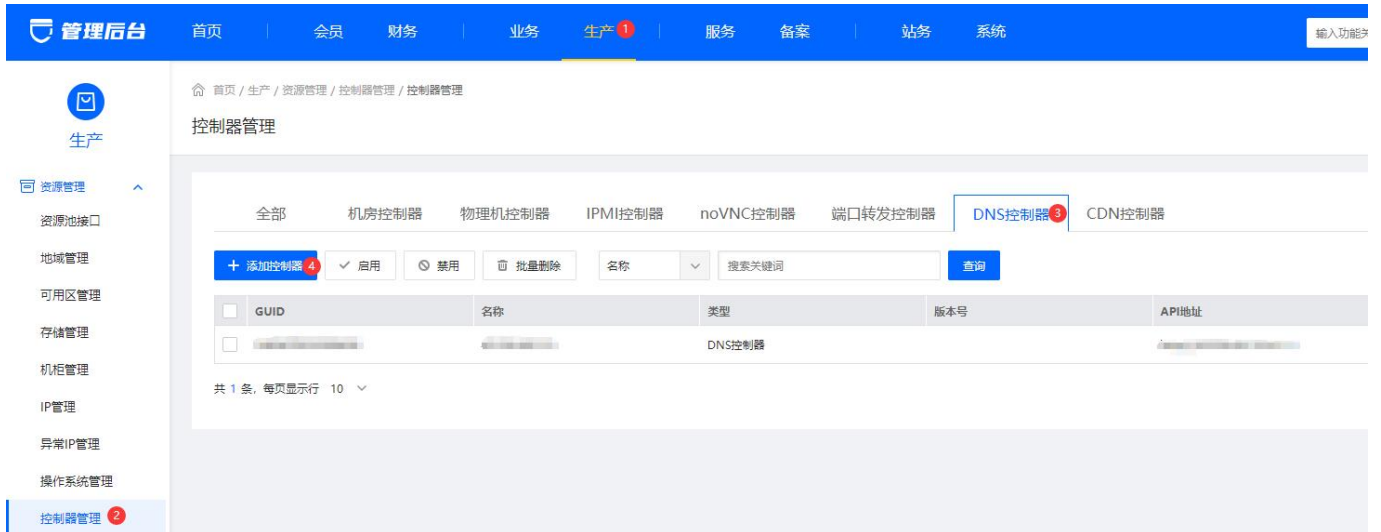 管理后台 首页 会员 财务 业务 生产 1 服务 备案 站务 系统 输入功能关
首页 / 生产 / 资源管理 / 控制器管理 / 控制器管理
控制器管理
生产
资源管理
资源池接口
地域管理
可用区管理
存储管理
机柜管理
IP管理
异常IP管理
操作系统管理
控制器管理 2
全部 机房控制器 物理机控制器 IPMI控制器 noVNC控制器 端口转发控制器 DNS控制器 3 CDN控制器
+ 添加控制器 4 启用 禁用 批量删除 名称 搜索关键词 查询
GUID 名称 类型 版本号 API地址
DNS控制器
共 1 条，每页显示行 10